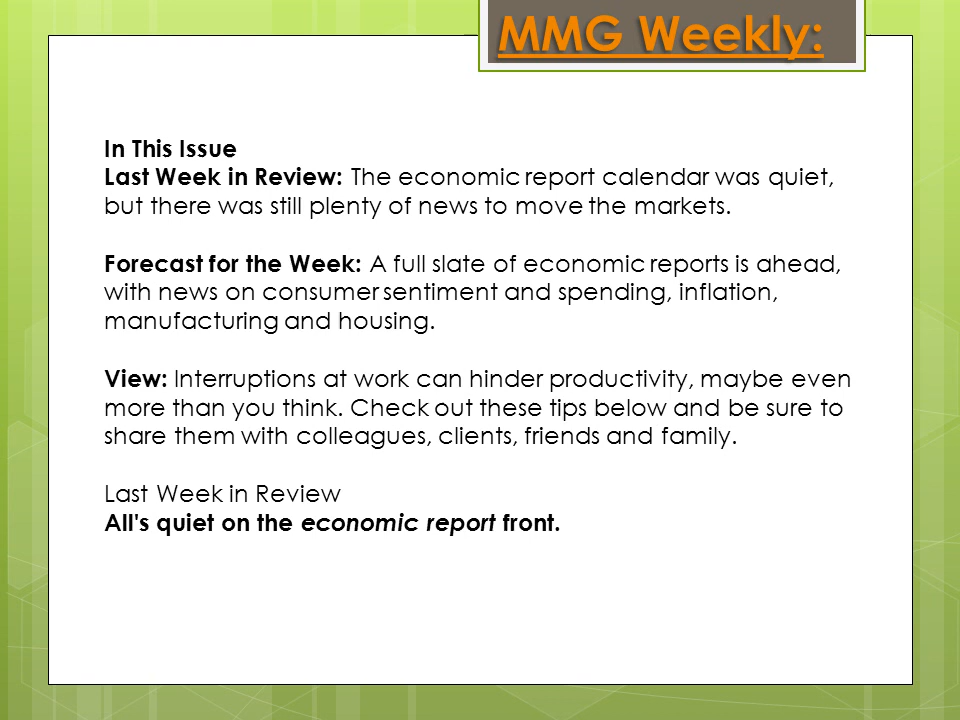 MMG Weekly:
In This Issue
Last Week in Review: The economic report calendar was quiet,
but there was still plenty of news to move the markets.
Forecast for the Week: A full slate of economic reports is ahead,
with news on consumer sentiment and spending, inflation,
manufacturing and housing.
View: Interruptions at work can hinder productivity, maybe even
more than you think. Check out these tips below and be sure to
share them with colleagues, clients, friends and family.
Last Week in Review
All's quiet on the economic report front.